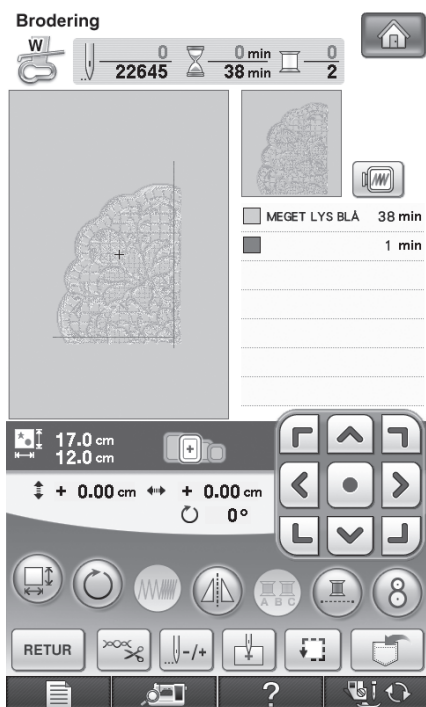 Brodering
W
0 0 min 0
22645 38 min 2
MEGET LYS BLÅ 38 min
1 min
17.0 cm
12.0 cm
+ 0.00 cm + 0.00 cm
0°
A B C
8
RETUR
-/+
?